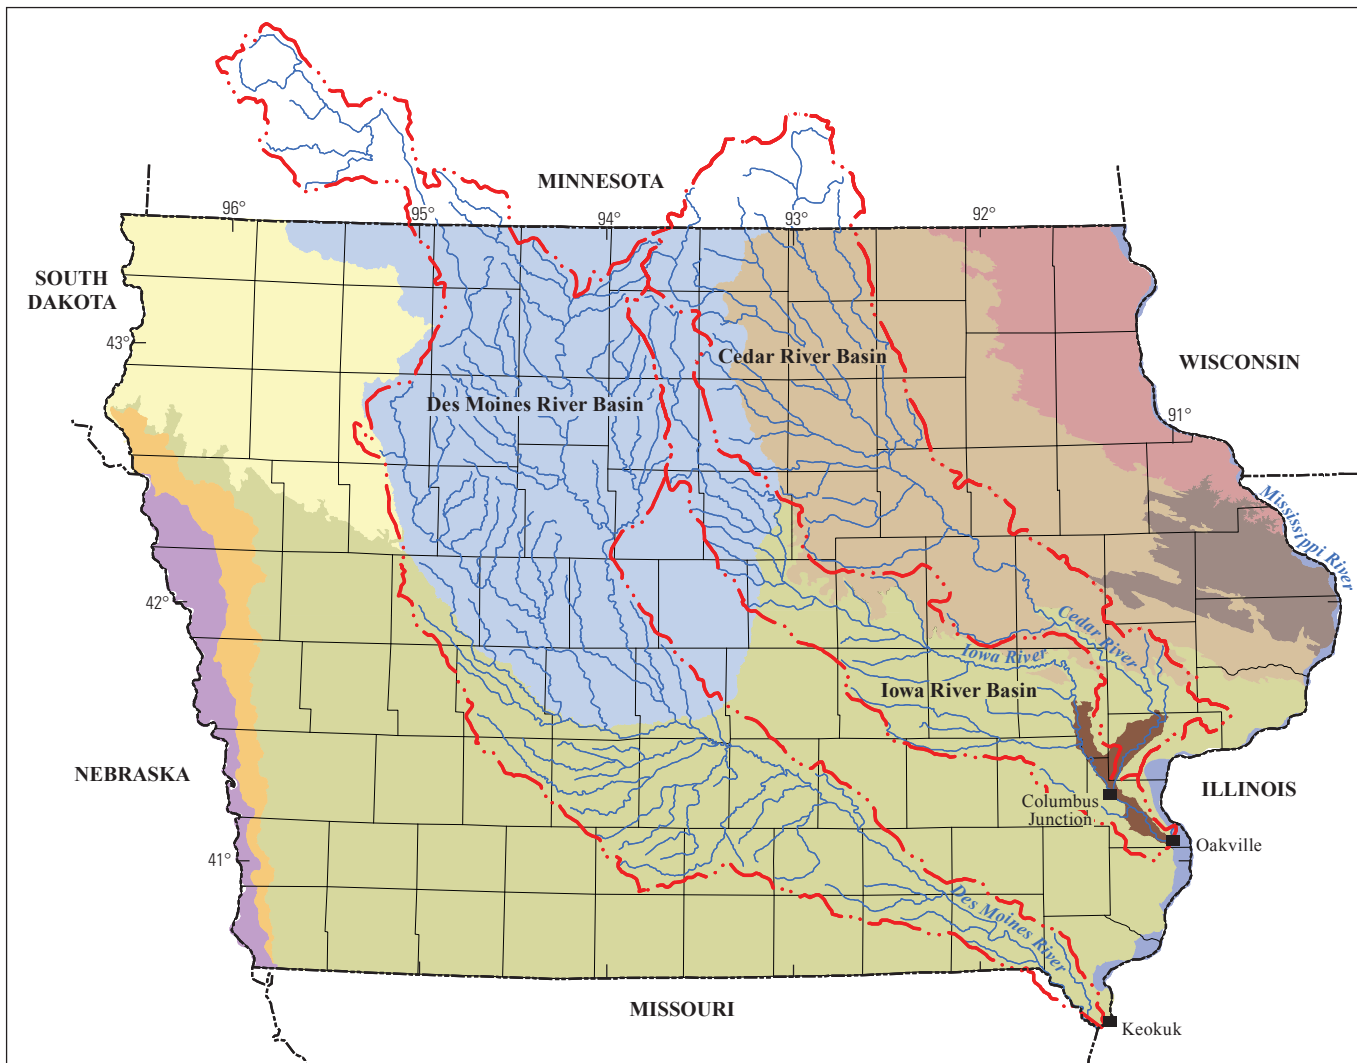 MINNESOTA
96°
95°
94°
93°
92°
SOUTH
DAKOTA
43°
Cedar River Basin
WISCONSIN
Des Moines River Basin
91°
Mississippi River
42°
Cedar River
Iowa River
Iowa River Basin
NEBRASKA
ILLINOIS
Columbus
Junction
Oakville
41°
Des Moines River
MISSOURI
Keokuk